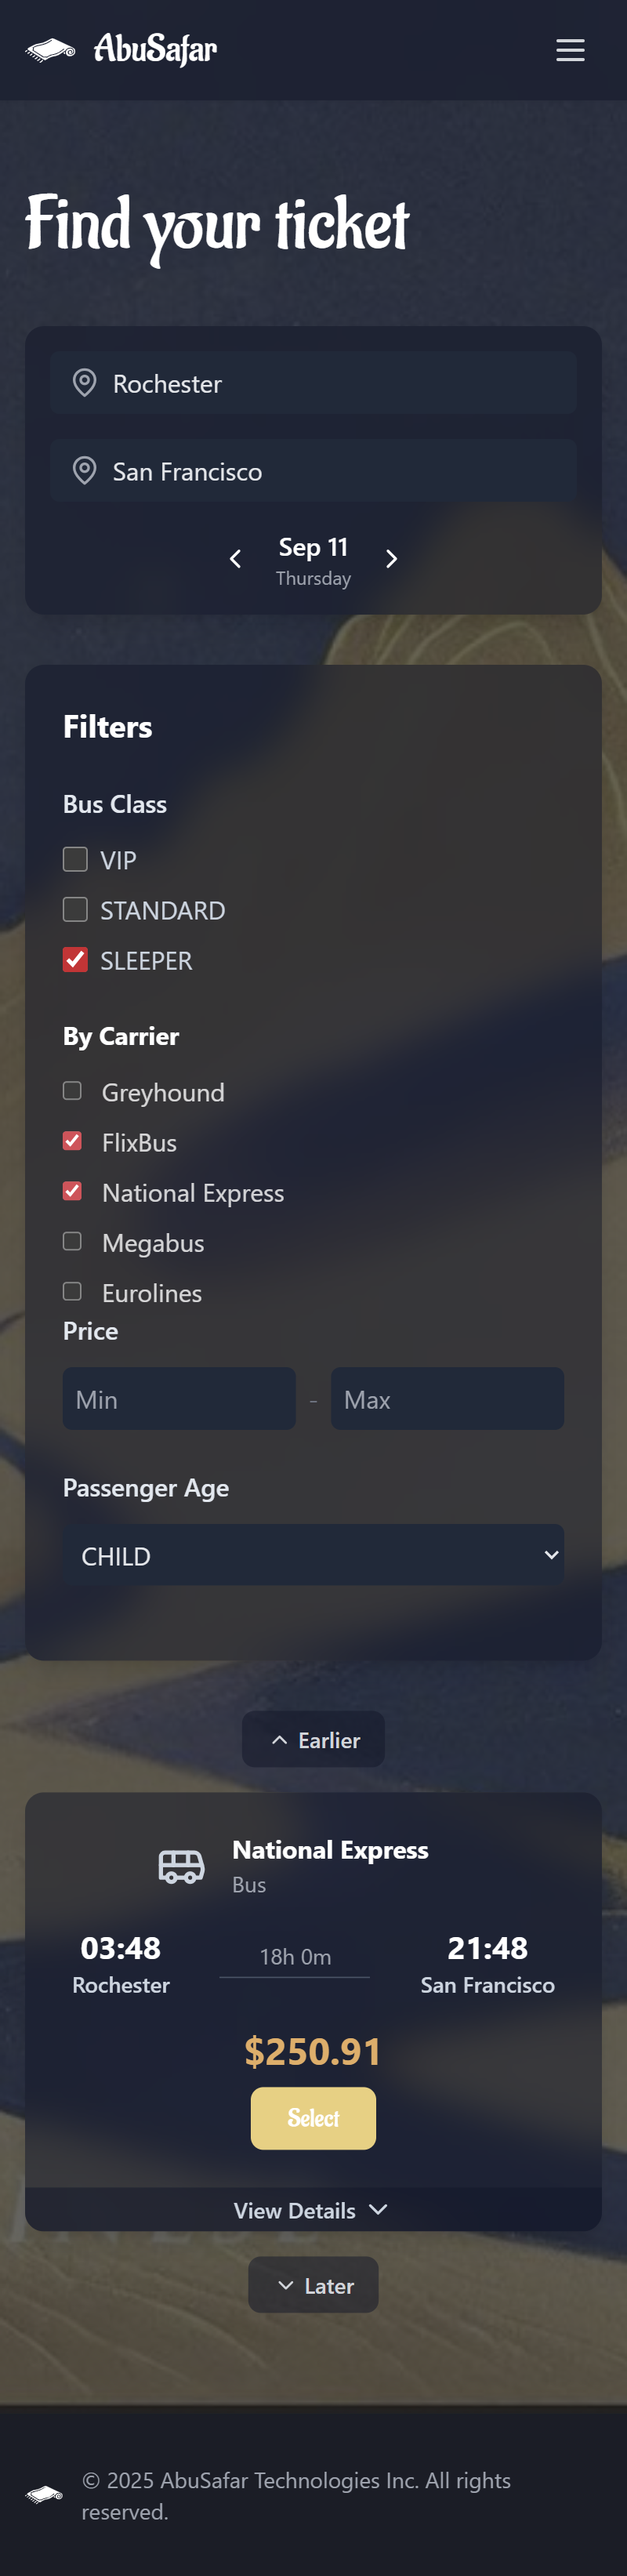 AbuSafar
Find your ticket
Rochester
San Francisco
Sep 11
Thursday
Filters
Bus Class
VIP
STANDARD
SLEEPER
By Carrier
Greyhound
FlixBus
National Express
Megabus
Eurolines
Price
Min - Max
Passenger Age
CHILD
Earlier
National Express
Bus
03:48 18h 0m 21:48
Rochester San Francisco
$250.91
Select
View Details
Later
© 2025 AbuSafar Technologies Inc. All rights
reserved.